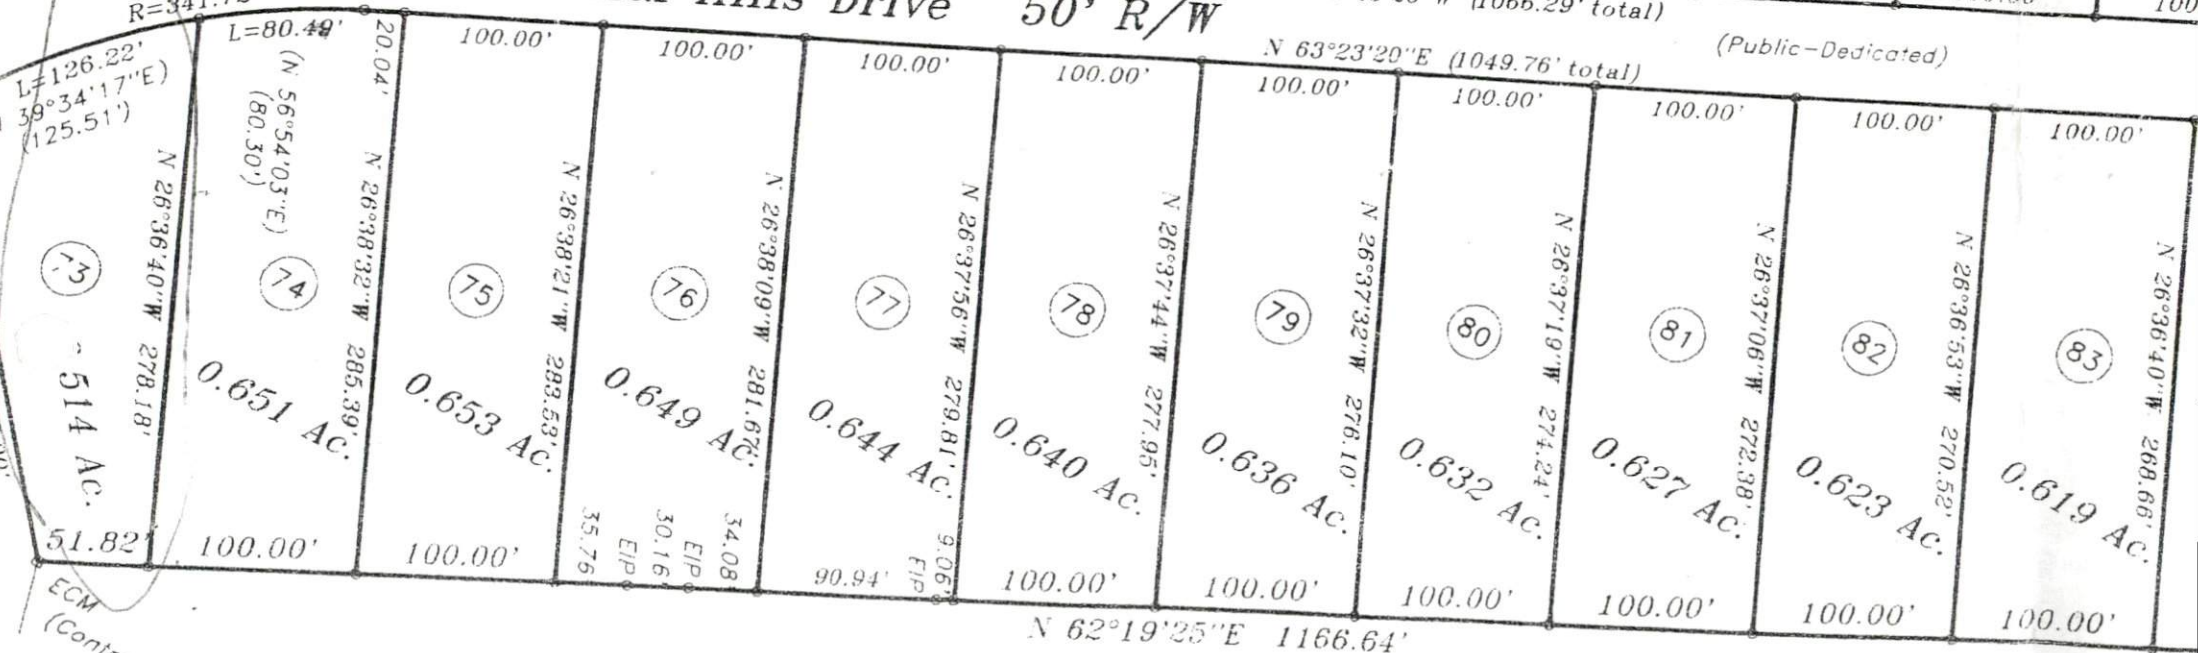 Drive 50' R/W
(1066.29' total)
N 63°23'20"E (1049.76' total)
(Public-Dedicated)
L=126.22'
39°34'17"E)
(125.51')
L=80.49'
(N 56°54'03"E)
(80.30')
20.04'
100.00'
100.00'
100.00'
100.00'
100.00'
100.00'
100.00'
100.00'
100.00'
N 26°36'40"W 278.18'
N 26°38'32"W 285.39'
N 26°38'21"W 283.53'
N 26°38'09"W 281.67'
N 26°37'56"W 279.81'
N 26°37'44"W 277.95'
N 26°37'32"W 276.10'
N 26°37'19"W 274.24'
N 26°37'06"W 272.38'
N 26°36'53"W 270.52'
N 26°36'40"W 268.66'
73
74
75
76
77
78
79
80
81
82
83
514 Ac.
0.651 Ac.
0.653 Ac.
0.649 Ac.
0.644 Ac.
0.640 Ac.
0.636 Ac.
0.632 Ac.
0.627 Ac.
0.623 Ac.
0.619 Ac.
51.82'
100.00'
100.00'
35.76
EIP
30.16'
EIP
34.08
90.94'
EIP
9.06'
100.00'
100.00'
100.00'
100.00'
100.00'
100.00'
ECM
N 62°19'25"E 1166.64'